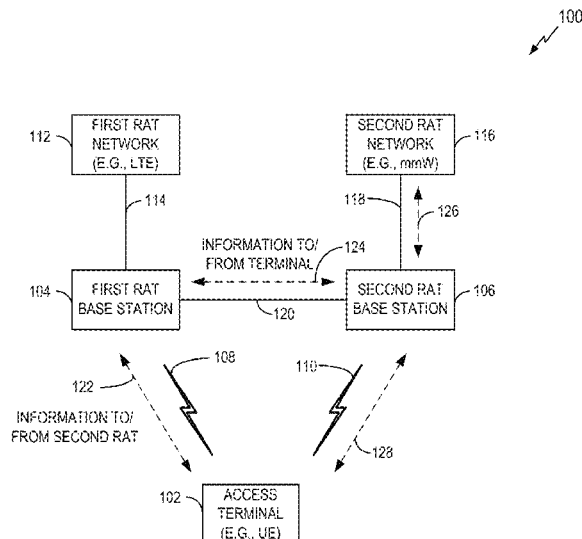 100
112
FIRST RAT
NETWORK
(E.G., LTE)
SECOND RAT
NETWORK
(E.G., mmW)
116
114
118
126
INFORMATION TO/
FROM TERMINAL
124
104
FIRST RAT
BASE STATION
SECOND RAT
BASE STATION
106
120
108
110
122
INFORMATION TO/
FROM SECOND RAT
128
102
ACCESS
TERMINAL
(E.G., UE)